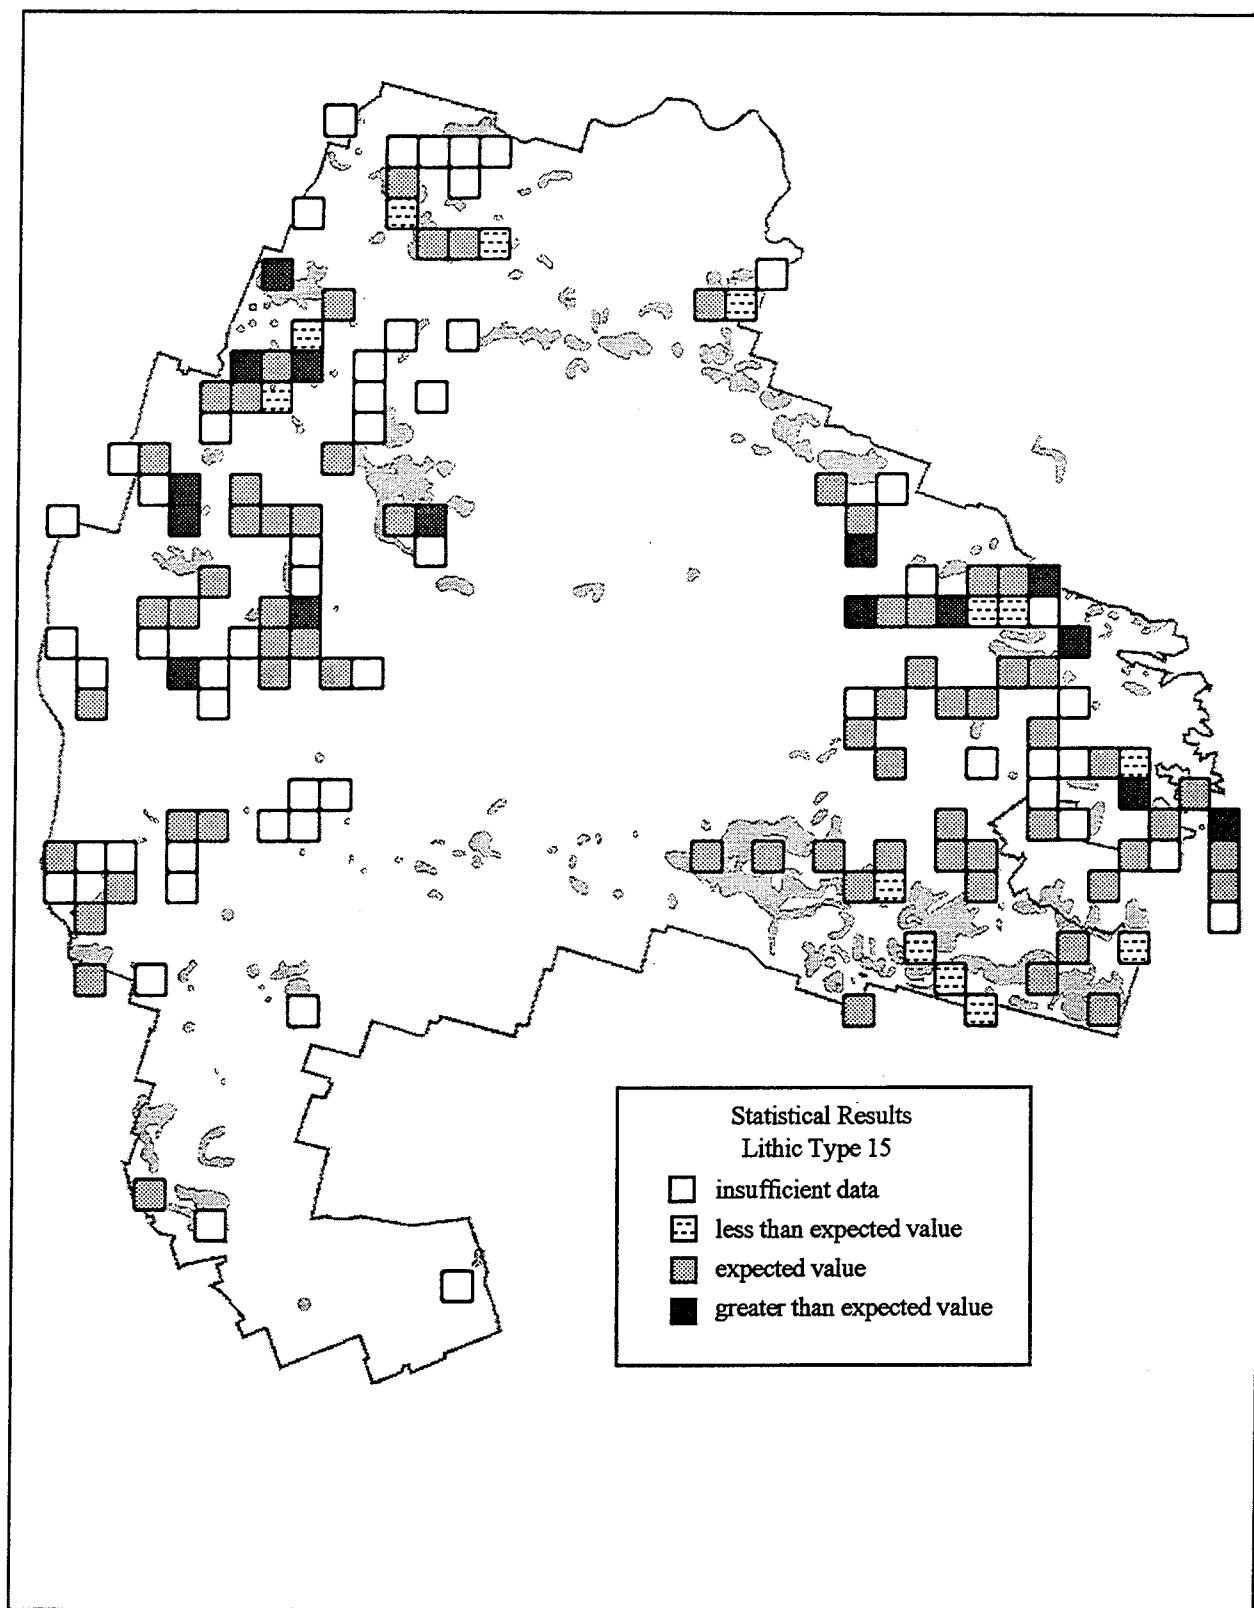 Statistical Results
Lithic Type 15
insufficient data
less than expected value
expected value
greater than expected value